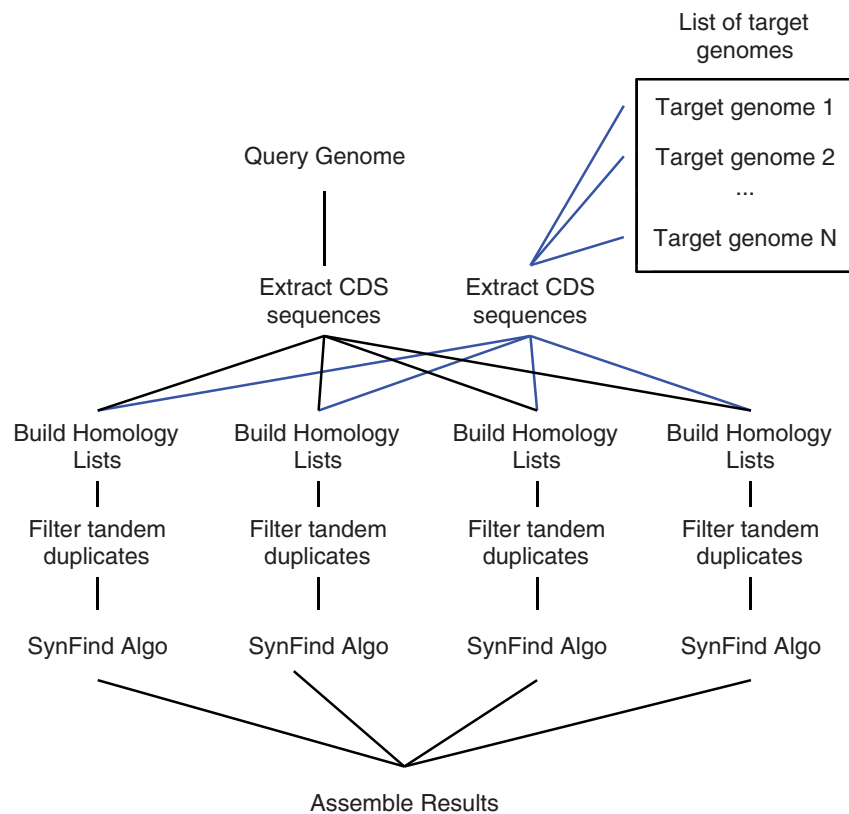 List of target
genomes
Target genome 1
Target genome 2
...
Target genome N
Query Genome
Extract CDS
sequences
Extract CDS
sequences
Build Homology
Lists
Build Homology
Lists
Build Homology
Lists
Build Homology
Lists
Filter tandem
duplicates
Filter tandem
duplicates
Filter tandem
duplicates
Filter tandem
duplicates
SynFind Algo
SynFind Algo
SynFind Algo
SynFind Algo
Assemble Results